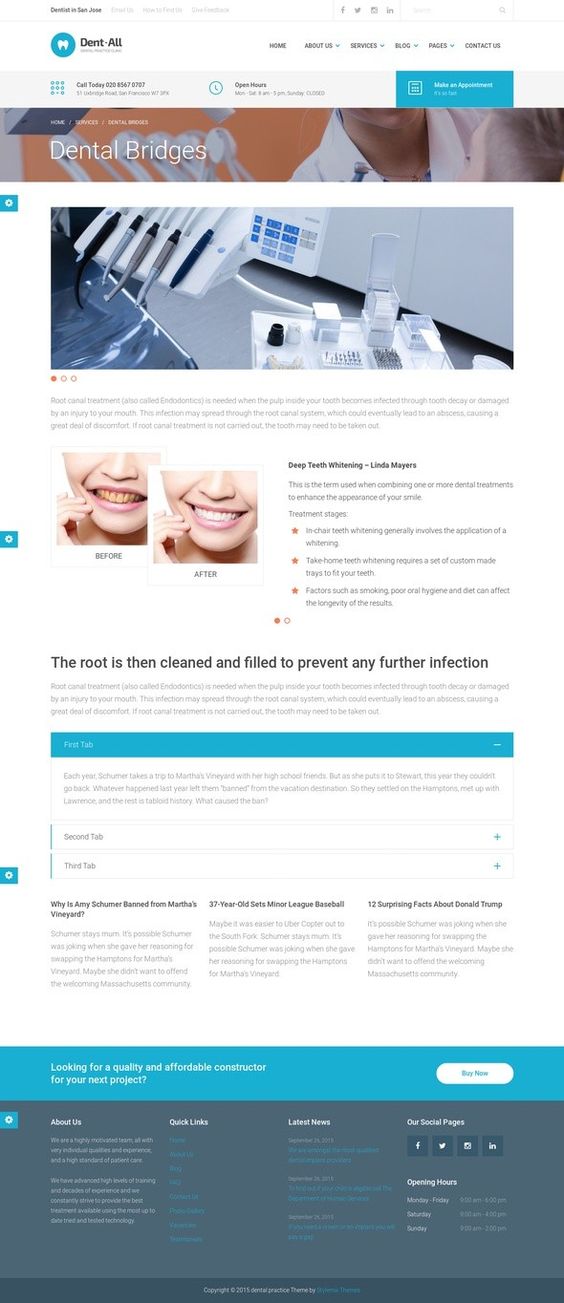 Dentist in San Jose   Email Us   How to Find Us   Give Feedback   Search
Dent-All
DENTAL PRACTICE CLINIC
HOME   ABOUT US   SERVICES   BLOG   PAGES   CONTACT US
Call Today 020 8567 0707
51 Uxbridge Road, San Francisco W7 3PX
Open Hours
Mon - Sat: 8 am - 5 pm, Sunday: CLOSED
Make an Appointment
It's so fast
HOME / SERVICES / DENTAL BRIDGES
Dental Bridges
Root canal treatment (also called Endodontics) is needed when the pulp inside your tooth becomes infected through tooth decay or damaged
by an injury to your mouth. This infection may spread through the root canal system, which could eventually lead to an abscess, causing a
great deal of discomfort. If root canal treatment is not carried out, the tooth may need to be taken out.
BEFORE
AFTER
Deep Teeth Whitening – Linda Mayers
This is the term used when combining one or more dental treatments
to enhance the appearance of your smile.
Treatment stages:
In-chair teeth whitening generally involves the application of a
whitening.
Take-home teeth whitening requires a set of custom made
trays to fit your teeth.
Factors such as smoking, poor oral hygiene and diet can affect
the longevity of the results.
The root is then cleaned and filled to prevent any further infection
Root canal treatment (also called Endodontics) is needed when the pulp inside your tooth becomes infected through tooth decay or damaged
by an injury to your mouth. This infection may spread through the root canal system, which could eventually lead to an abscess, causing a
great deal of discomfort. If root canal treatment is not carried out, the tooth may need to be taken out.
First Tab
Each year, Schumer takes a trip to Martha's Vineyard with her high school friends. But as she puts it to Stewart, this year they couldn't
go back. Whatever happened last year left them "banned" from the vacation destination. So they settled on the Hamptons, met up with
Lawrence, and the rest is tabloid history. What caused the ban?
Second Tab
Third Tab
Why Is Amy Schumer Banned from Martha's
Vineyard?
Schumer stays mum. It's possible Schumer
was joking when she gave her reasoning for
swapping the Hamptons for Martha's
Vineyard. Maybe she didn't want to offend
the welcoming Massachusetts community.
37-Year-Old Sets Minor League Baseball
Maybe it was easier to Uber Copter out to
the South Fork. Schumer stays mum. It's
possible Schumer was joking when she gave
her reasoning for swapping the Hamptons
for Martha's Vineyard.
12 Surprising Facts About Donald Trump
It's possible Schumer was joking when she
gave her reasoning for swapping the
Hamptons for Martha's Vineyard. Maybe she
didn't want to offend the welcoming
Massachusetts community.
Looking for a quality and affordable constructor
for your next project?
Buy Now
About Us
We are a highly motivated team, all with
very individual qualities and experience,
and a high standard of patient care.
We have advanced high levels of training
and decades of experience and we
constantly strive to provide the best
treatment available using the most up to
date tried and tested technology.
Quick Links
Home
About Us
Blog
FAQ
Contact Us
Photo Gallery
Vacancies
Testimonials
Latest News
September 26, 2015
We are amongst the most qualified
dental implant providers
September 26, 2015
To find out if your child is eligible call The
Department of Human Services
September 26, 2015
If you need a crown or an implant you will
pay a gap
Our Social Pages
Opening Hours
Monday - Friday   9:00 am - 6:00 pm
Saturday   9:00 am - 4:00 pm
Sunday   9:00 am - 2:00 pm
Copyright © 2015 dental practice Theme by Stylemix Themes